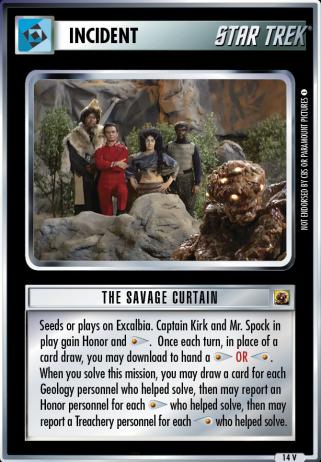 INCIDENT STAR TREK
NOT ENDORSED BY CBS OR PARAMOUNT PICTURES
THE SAVAGE CURTAIN
Seeds or plays on Excalbia. Captain Kirk and Mr. Spock in
play gain Honor and . Once each turn, in place of a
card draw, you may download to hand a OR .
When you solve this mission, you may draw a card for each
Geology personnel who helped solve, then may report an
Honor personnel for each who helped solve, then may
report a Treachery personnel for each who helped solve.
14 V